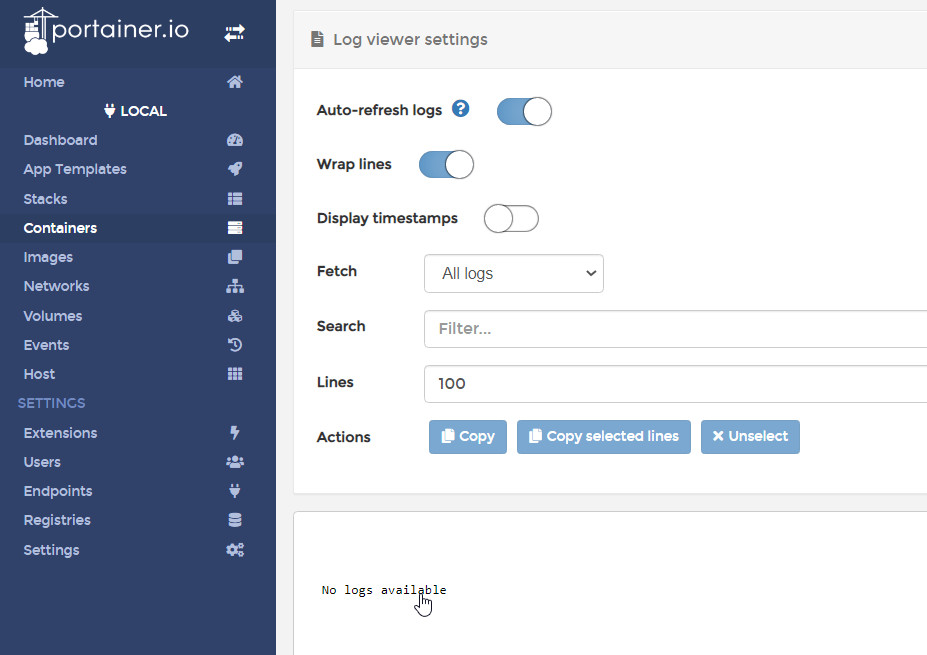 portainer.io
Home
LOCAL
Dashboard
App Templates
Stacks
Containers
Images
Networks
Volumes
Events
Host
SETTINGS
Extensions
Users
Endpoints
Registries
Settings
Log viewer settings
Auto-refresh logs ?
Wrap lines
Display timestamps
Fetch All logs
Search Filter...
Lines 100
Actions Copy Copy selected lines Unselect
No logs available